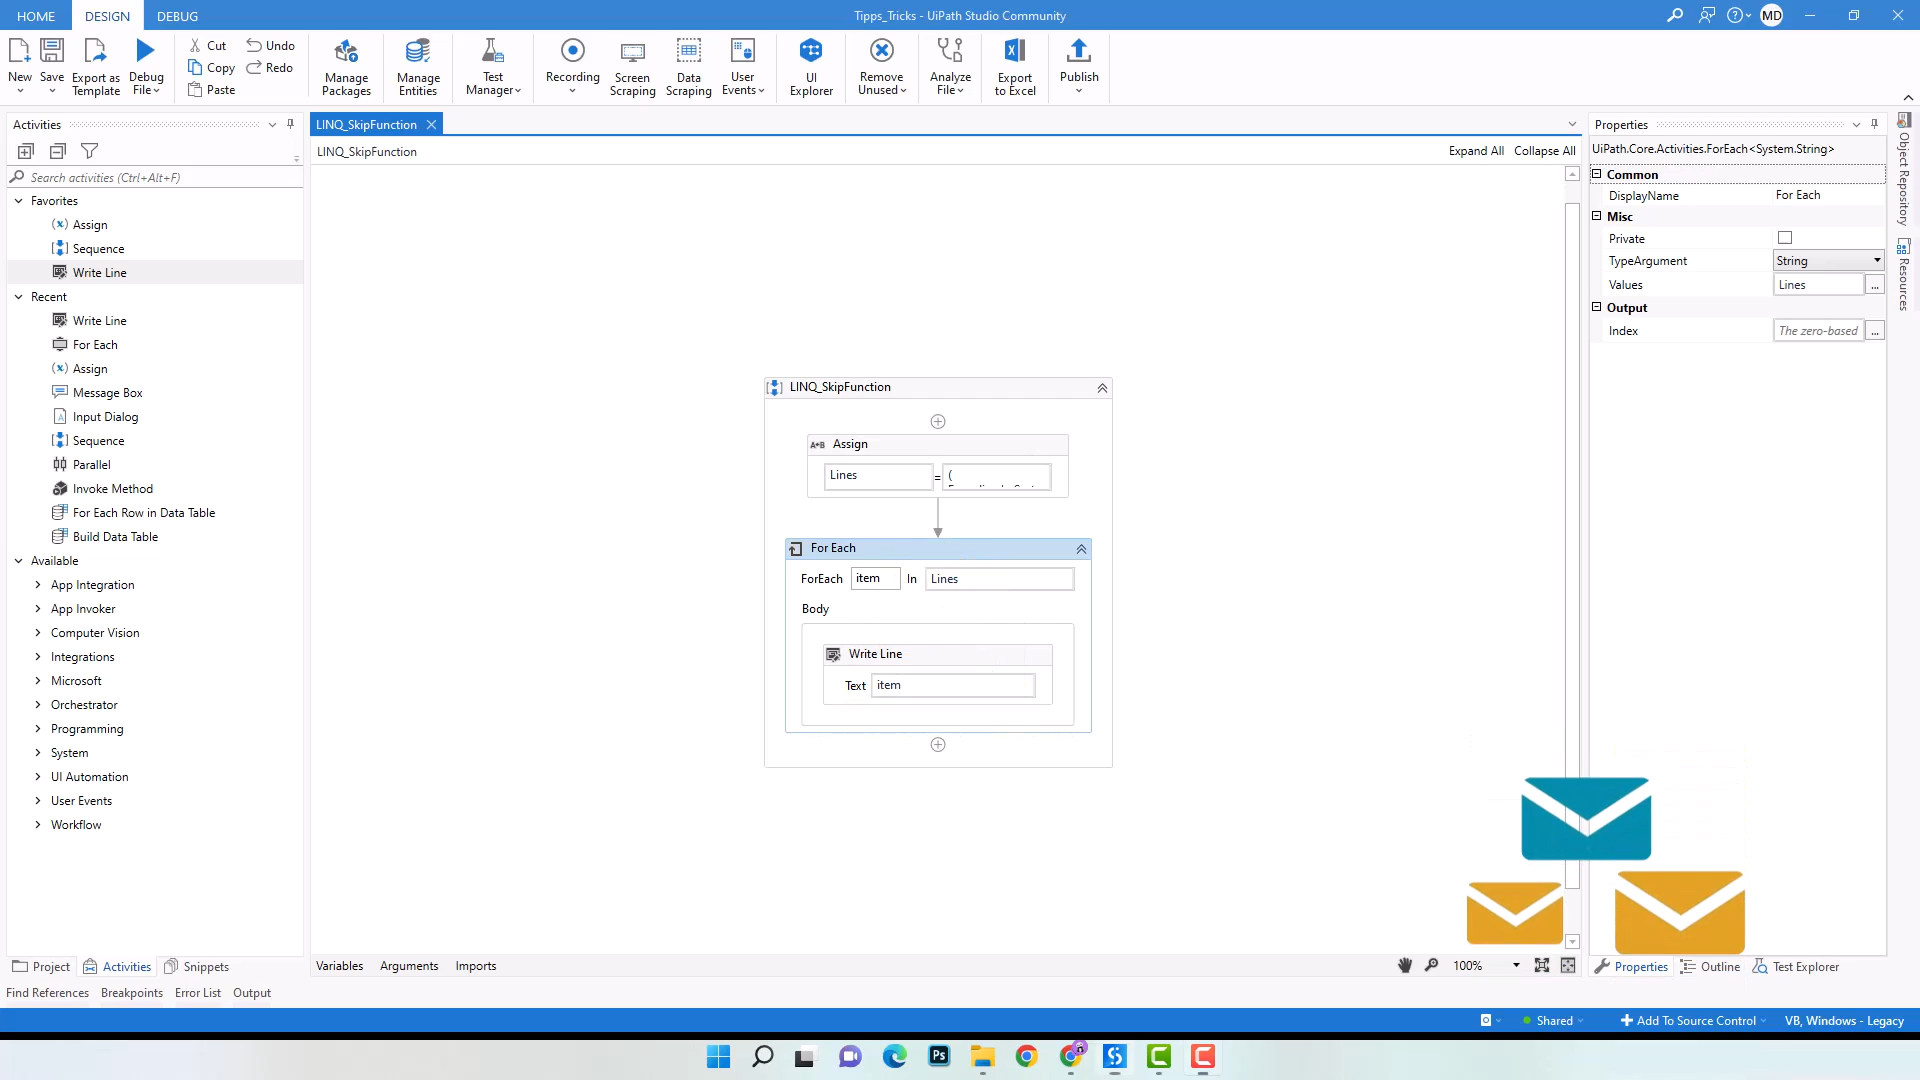 HOME
DESIGN
DEBUG
Tipps_Tricks - UiPath Studio Community
MD
New
Save
Export as Template
Debug File
Cut
Copy
Paste
Undo
Redo
Manage Packages
Manage Entities
Test Manager
Recording
Screen Scraping
Data Scraping
User Events
UI Explorer
Remove Unused
Analyze File
Export to Excel
Publish
Activities
Search activities (Ctrl+Alt+F)
Favorites
Assign
Sequence
Write Line
Recent
Write Line
For Each
Assign
Message Box
Input Dialog
Sequence
Parallel
Invoke Method
For Each Row in Data Table
Build Data Table
Available
App Integration
App Invoker
Computer Vision
Integrations
Microsoft
Orchestrator
Programming
System
UI Automation
User Events
Workflow
Project
Activities
Snippets
LINQ_SkipFunction
LINQ_SkipFunction
Expand All
Collapse All
LINQ_SkipFunction
A+B Assign
Lines = (
For Each
ForEach item In Lines
Body
Write Line
Text item
Variables
Arguments
Imports
100%
Properties
UiPath.Core.Activities.ForEach<System.String>
Common
DisplayName For Each
Misc
Private
TypeArgument String
Values Lines ...
Output
Index The zero-based ...
Object Repository
Resources
Properties
Outline
Test Explorer
Find References
Breakpoints
Error List
Output
Shared
Add To Source Control
VB, Windows - Legacy
Ps